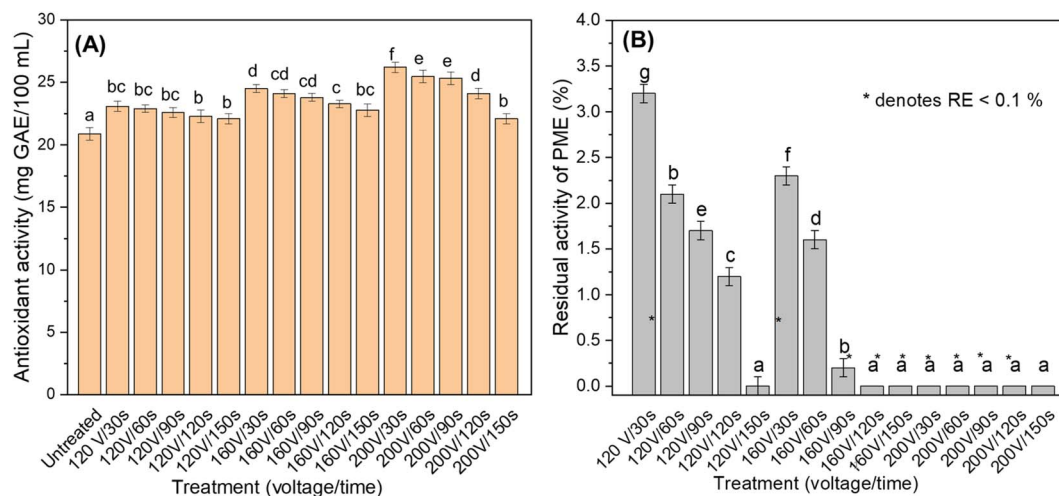 (A)
Antioxidant activity (mg GAE/100 mL)
30
25
20
15
10
5
0
a
bc
bc
bc
b
b
d
cd
cd
c
bc
f
e
e
d
b
Untreated
120 V/30s
120V/60s
120V/90s
120V/120s
120V/150s
160V/30s
160V/60s
160V/90s
160V/120s
160V/150s
200V/30s
200V/60s
200V/90s
200V/120s
200V/150s
Treatment (voltage/time)
(B)
* denotes RE < 0.1 %
Residual activity of PME (%)
3.5
3.0
2.5
2.0
1.5
1.0
0.5
0.0
g
b
e
c
a
f
d
b
a
a
a
a
a
a
a
*
*
*
*
*
*
*
*
*
120 V/30s
120V/60s
120V/90s
120V/120s
120V/150s
160V/30s
160V/60s
160V/90s
160V/120s
160V/150s
200V/30s
200V/60s
200V/90s
200V/120s
200V/150s
Treatment (voltage/time)